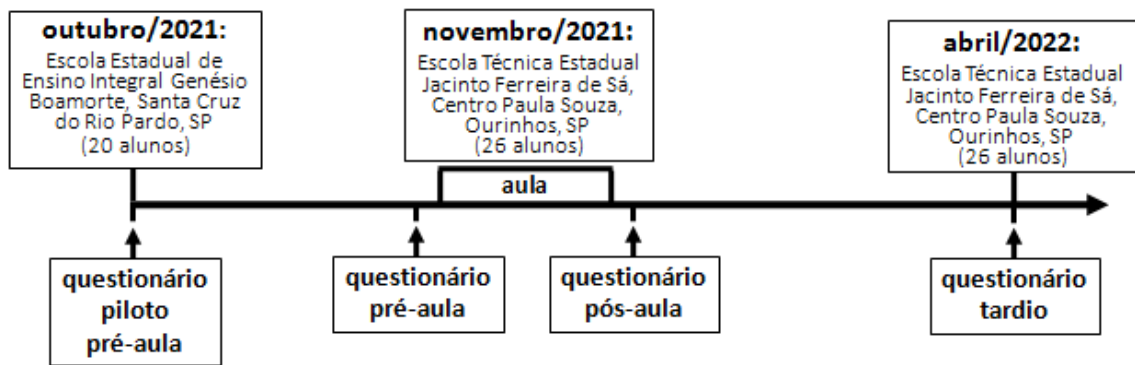 outubro/2021:
Escola Estadual de
Ensino Integral Genésio
Boamorte, Santa Cruz
do Rio Pardo, SP
(20 alunos)
novembro/2021:
Escola Técnica Estadual
Jacinto Ferreira de Sá,
Centro Paula Souza,
Ourinhos, SP
(26 alunos)
abril/2022:
Escola Técnica Estadual
Jacinto Ferreira de Sá,
Centro Paula Souza,
Ourinhos, SP
(26 alunos)
aula
questionário
piloto
pré-aula
questionário
pré-aula
questionário
pós-aula
questionário
tardio